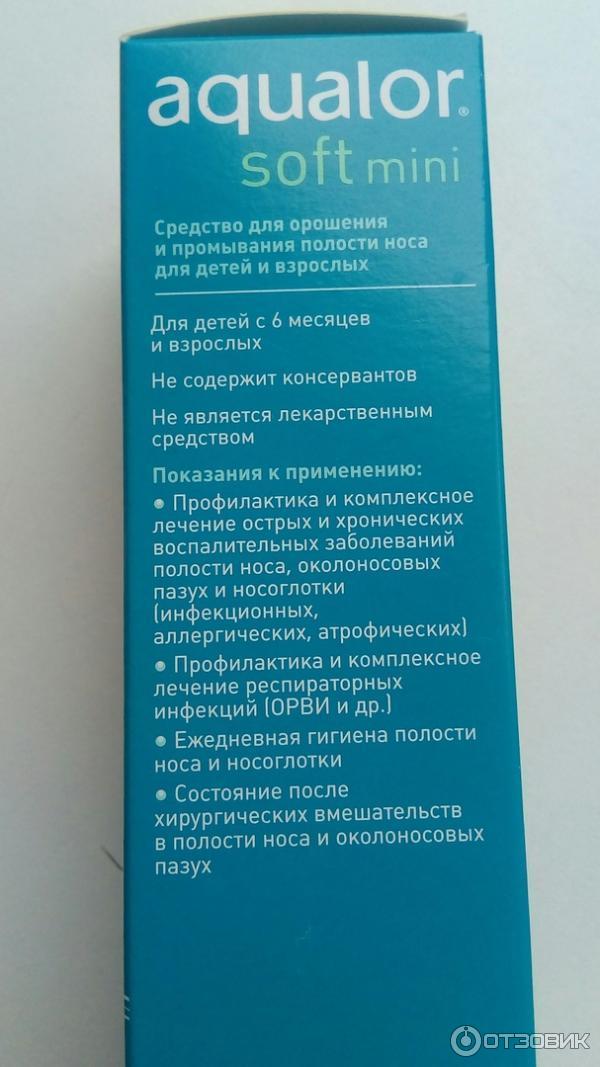 aqualor®
soft mini
Средство для орошения
и промывания полости носа
для детей и взрослых
Для детей с 6 месяцев
и взрослых
Не содержит консервантов
Не является лекарственным
средством
Показания к применению:
• Профилактика и комплексное
лечение острых и хронических
воспалительных заболеваний
полости носа, околоносовых
пазух и носоглотки
(инфекционных,
аллергических, атрофических)
• Профилактика и комплексное
лечение респираторных
инфекций (ОРВИ и др.)
• Ежедневная гигиена полости
носа и носоглотки
• Состояние после
хирургических вмешательств
в полости носа и околоносовых
пазух
ОТЗОВИК